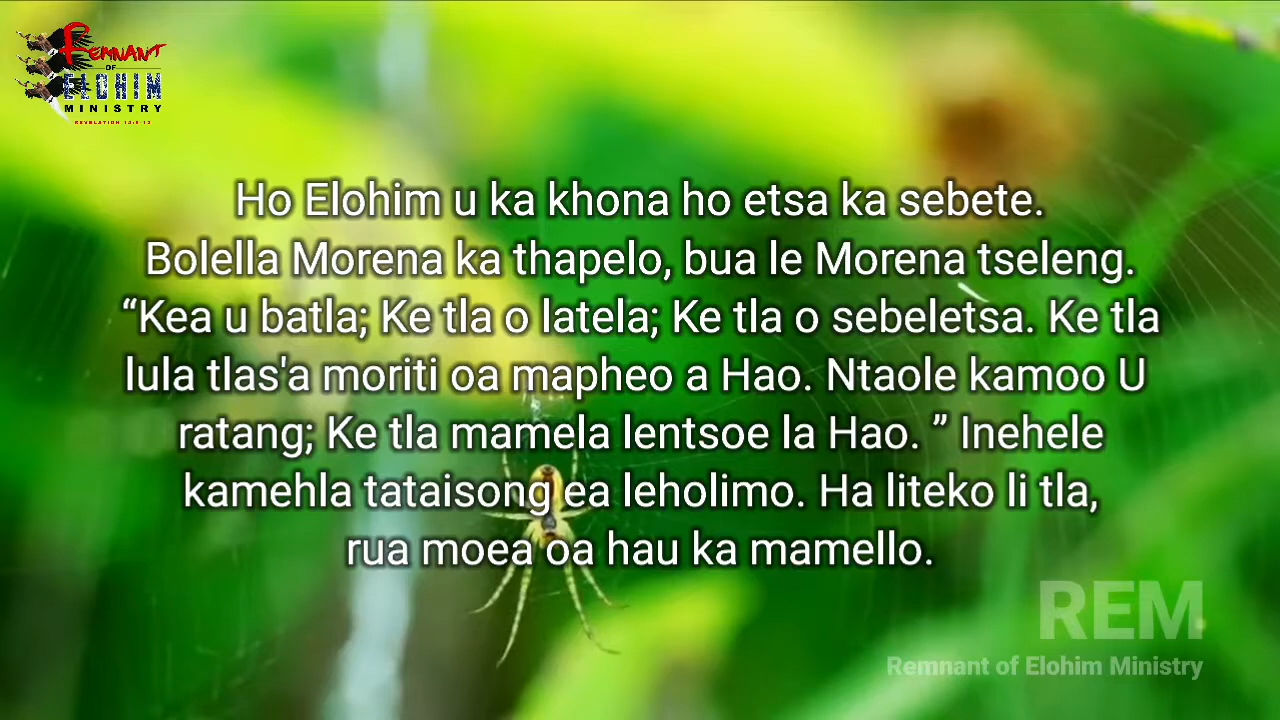 REMNANT
OF
ELOHIM
MINISTRY
Ho Elohim u ka khona ho etsa ka sebete.
Bolella Morena ka thapelo, bua le Morena tseleng.
“Kea u batla; Ke tla o latela; Ke tla o sebeletsa. Ke tla
lula tlas'a moriti oa mapheo a Hao. Ntaole kamoo U
ratang; Ke tla mamela lentsoe la Hao. ” Inehele
kamehla tataisong ea leholimo. Ha liteko li tla,
rua moea oa hau ka mamello.
REM
Remnant of Elohim Ministry